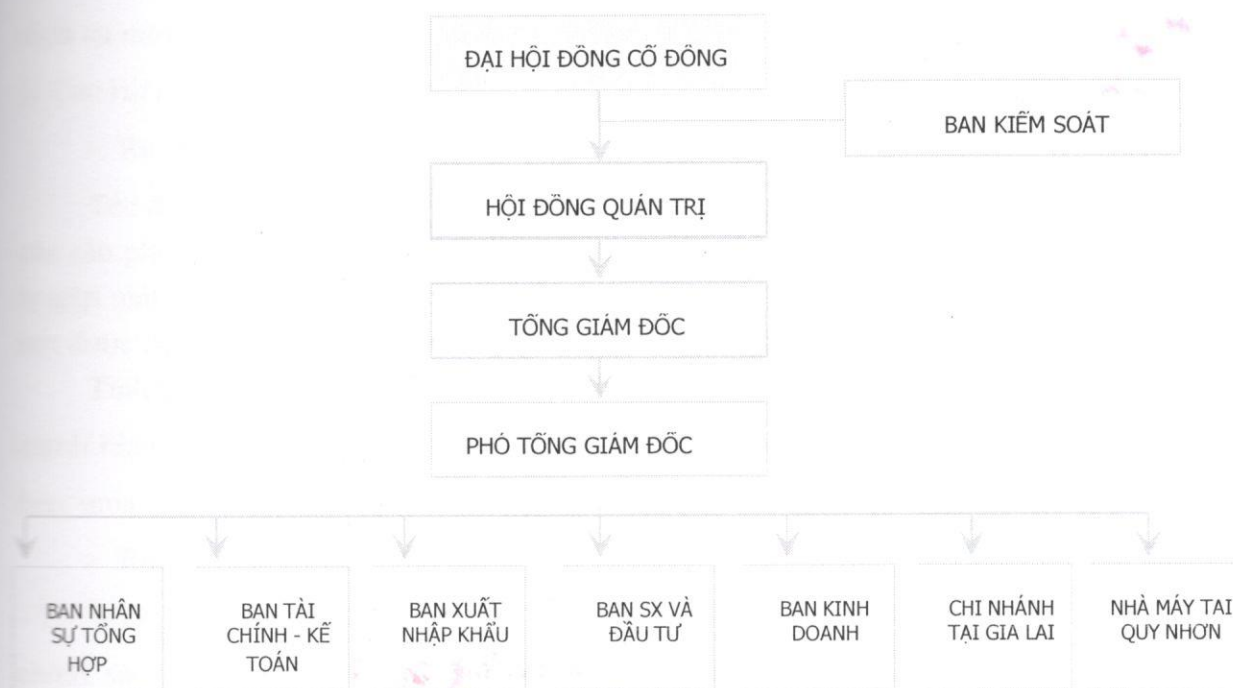 ĐẠI HỘI ĐỒNG CỔ ĐÔNG
BAN KIỂM SOÁT
HỘI ĐỒNG QUẢN TRỊ
TỔNG GIÁM ĐỐC
PHÓ TỔNG GIÁM ĐỐC
BAN NHÂN
SỰ TỔNG
HỢP
BAN TÀI
CHÍNH - KẾ
TOÁN
BAN XUẤT
NHẬP KHẨU
BAN SX VÀ
ĐẦU TƯ
BAN KINH
DOANH
CHI NHÁNH
TẠI GIA LAI
NHÀ MÁY TẠI
QUY NHƠN